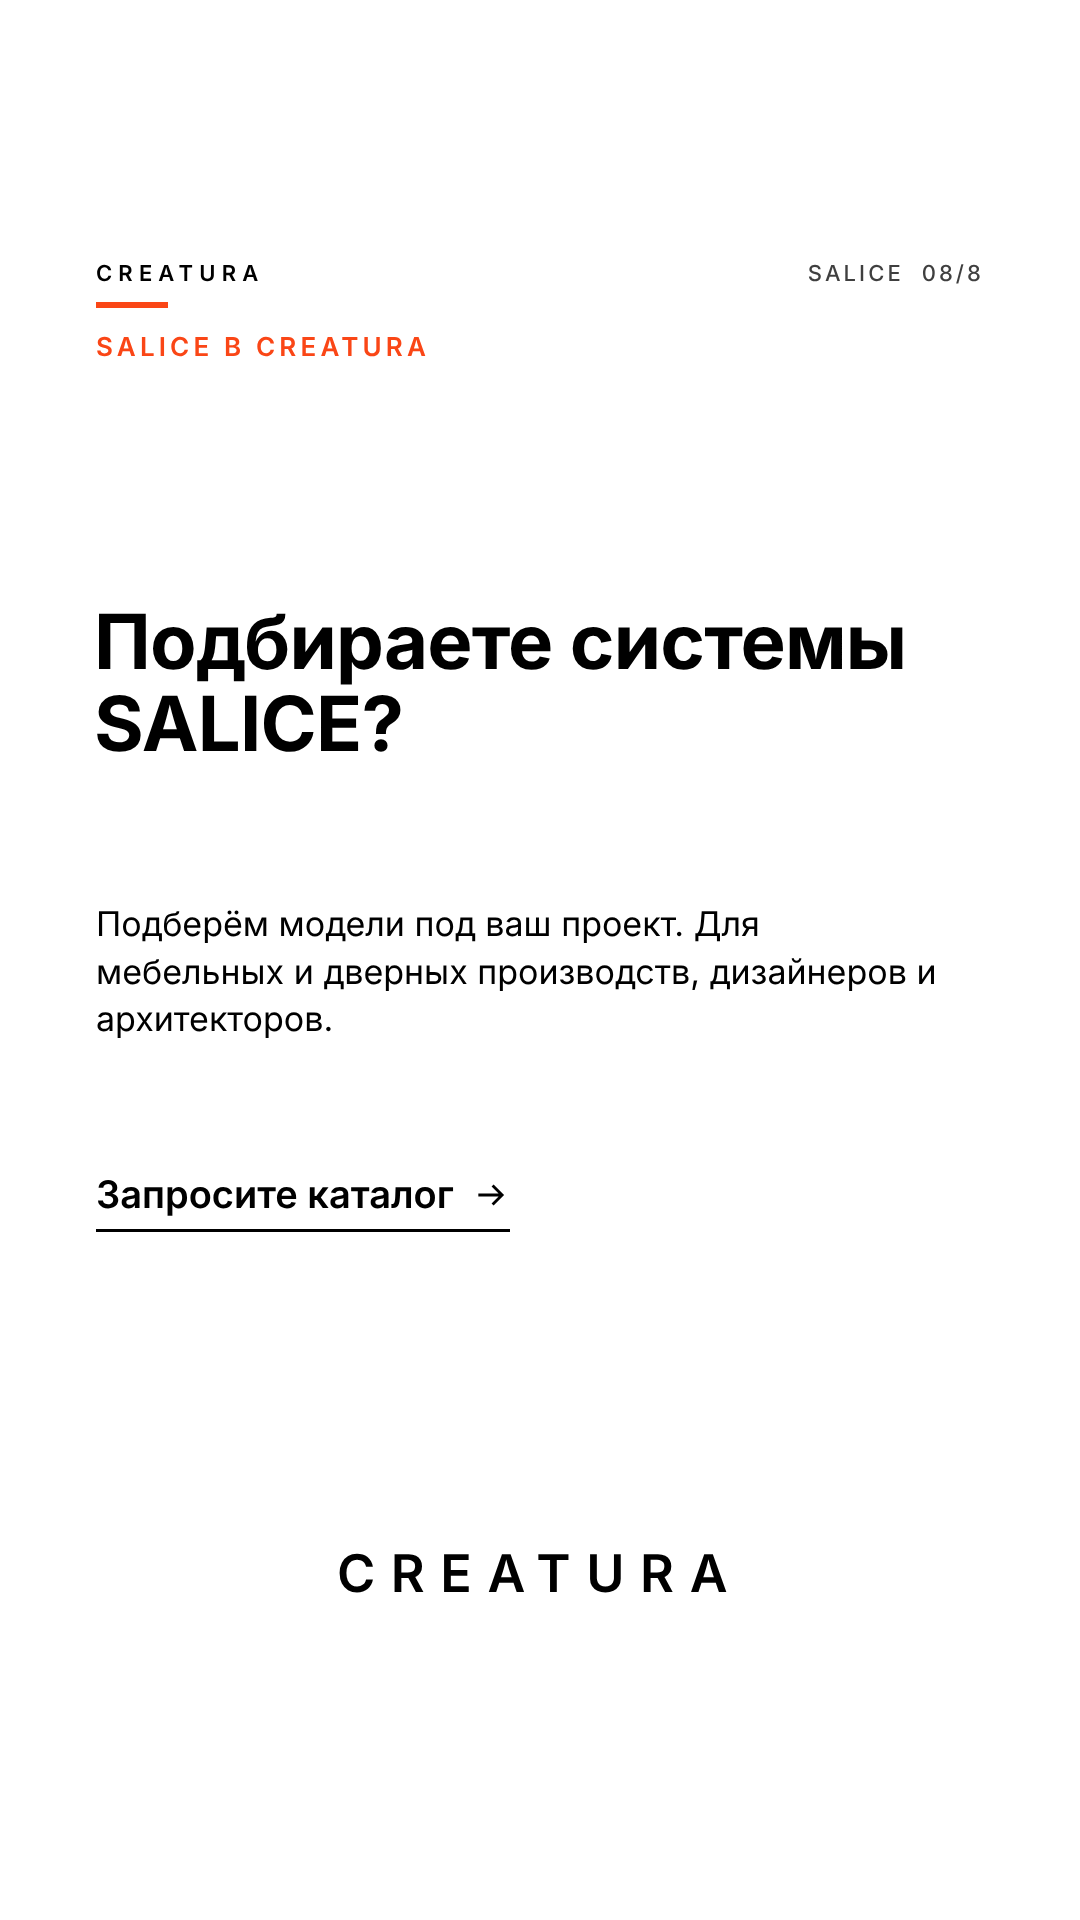 CREATURA
SALICE 08/8
SALICE В CREATURA
Подбираете системы
SALICE?
Подберём модели под ваш проект. Для
мебельных и дверных производств, дизайнеров и
архитекторов.
Запросите каталог →
CREATURA